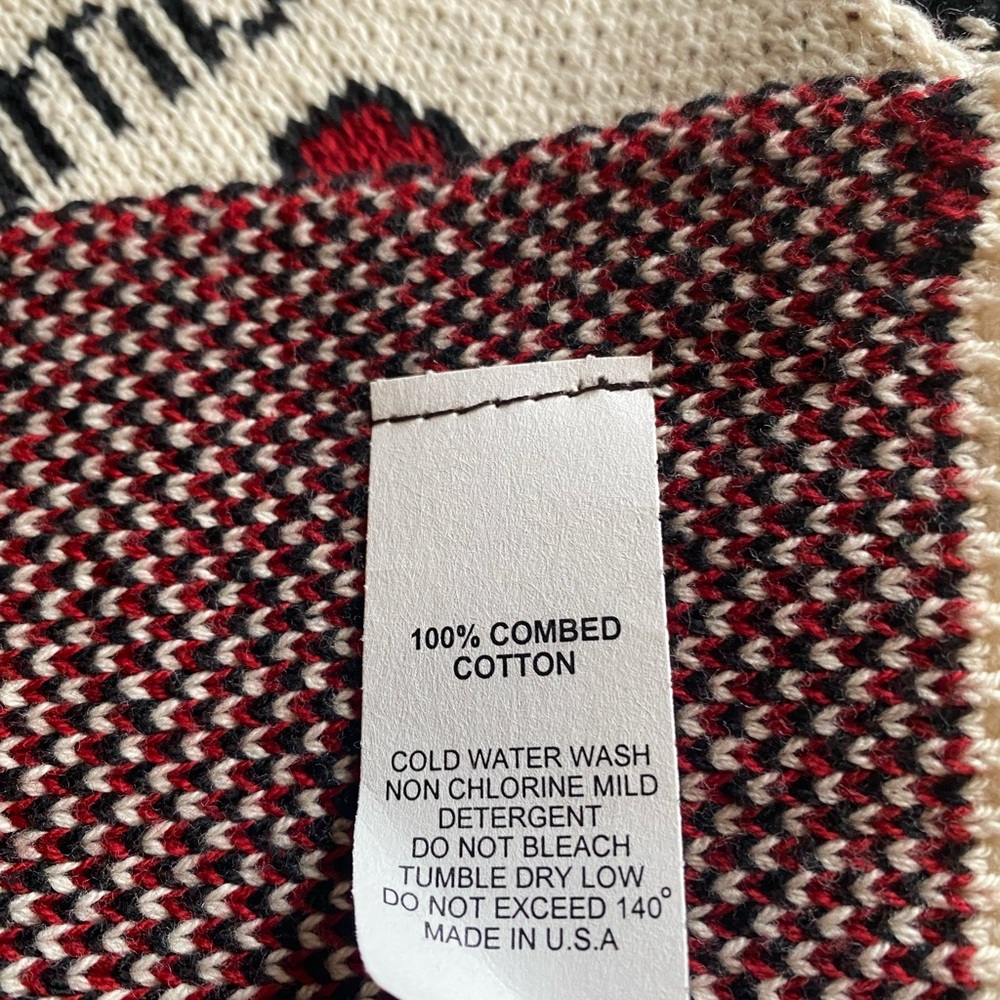 100% COMBED
COTTON
COLD WATER WASH
NON CHLORINE MILD
DETERGENT
DO NOT BLEACH
TUMBLE DRY LOW
DO NOT EXCEED 140°
MADE IN U.S.A